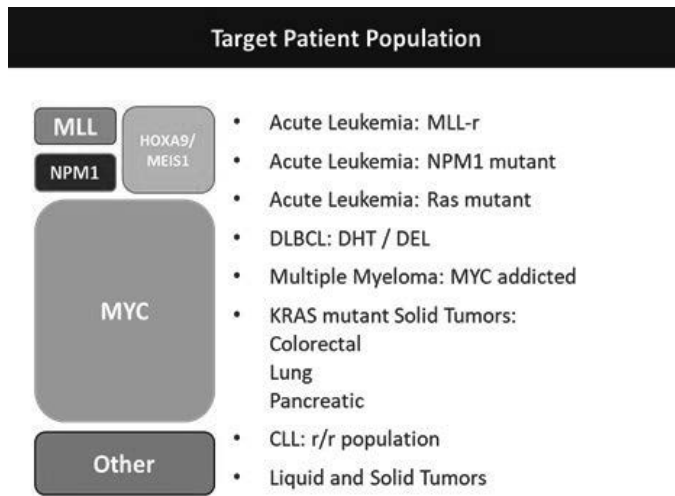 Target Patient Population
MLL
HOXA9/
MEIS1
NPM1
MYC
Other
• Acute Leukemia: MLL-r
• Acute Leukemia: NPM1 mutant
• Acute Leukemia: Ras mutant
• DLBCL: DHT / DEL
• Multiple Myeloma: MYC addicted
• KRAS mutant Solid Tumors:
Colorectal
Lung
Pancreatic
• CLL: r/r population
• Liquid and Solid Tumors